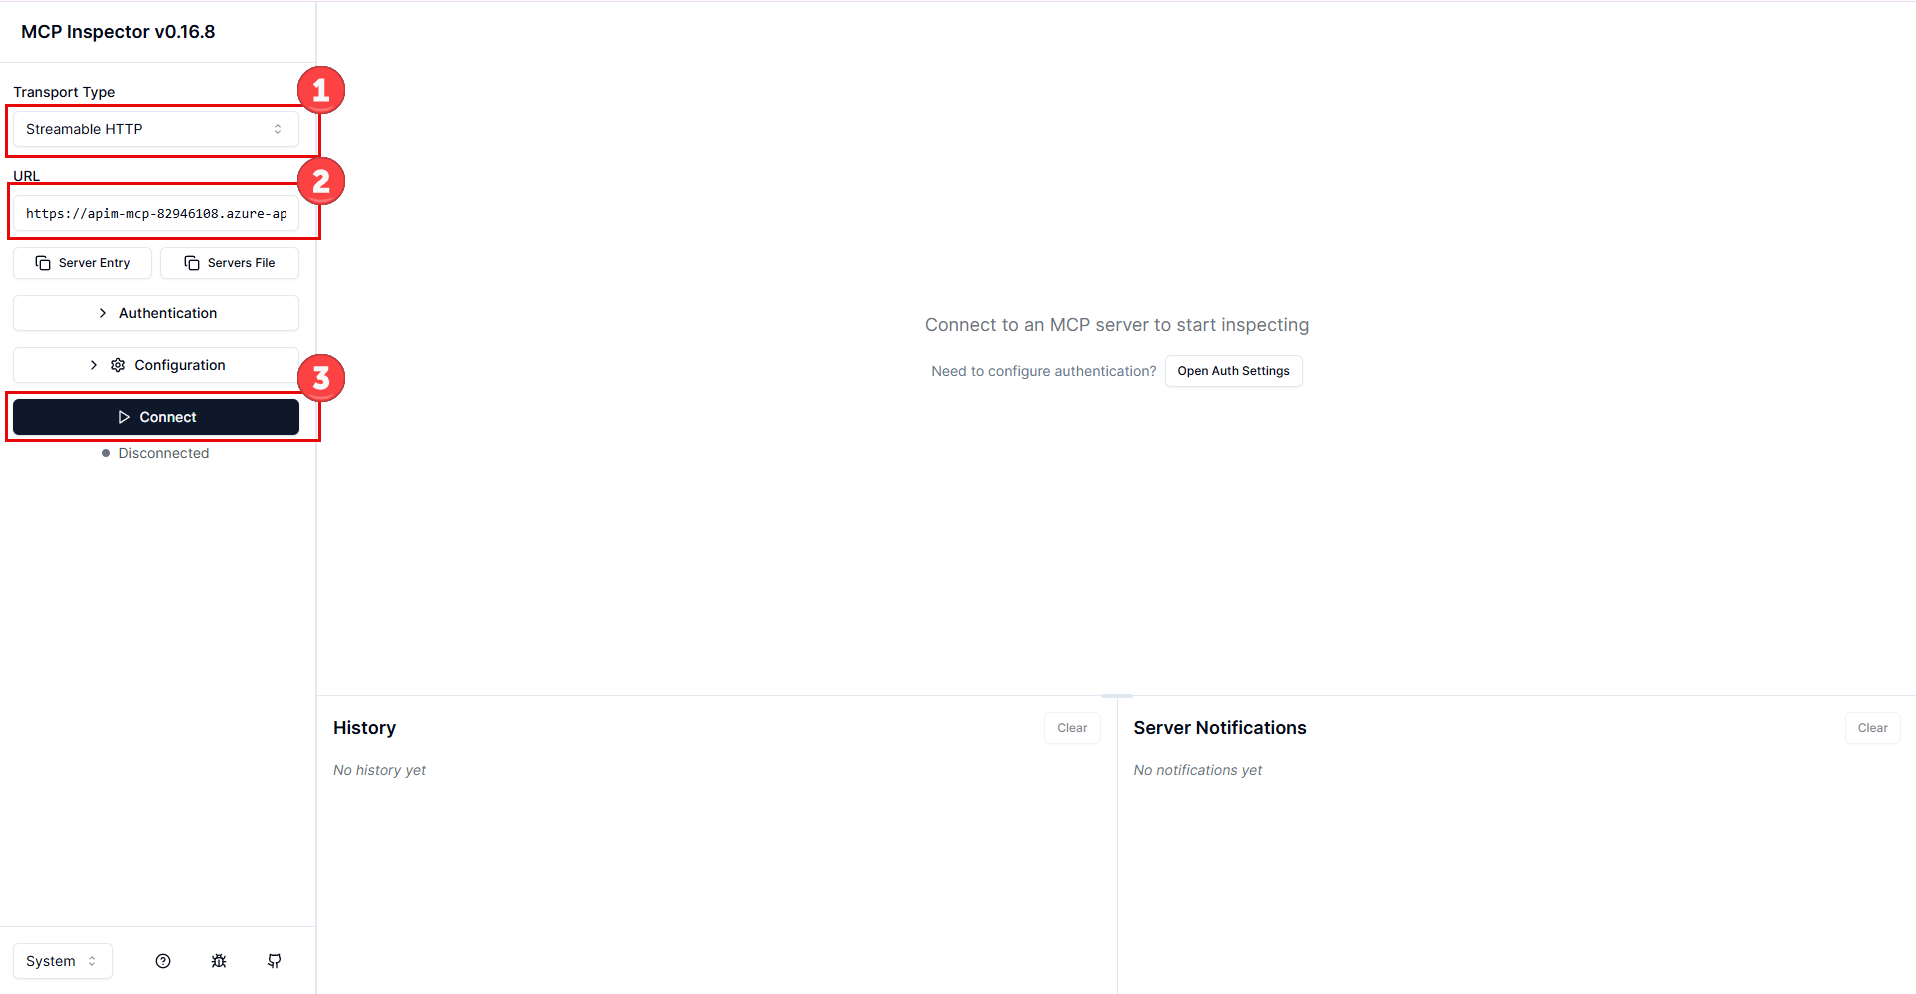 MCP Inspector v0.16.8
Transport Type
1
Streamable HTTP
URL
2
https://apim-mcp-82946108.azure-ap
Server Entry
Servers File
Authentication
Configuration
3
Connect
Disconnected
System
Connect to an MCP server to start inspecting
Need to configure authentication? Open Auth Settings
History
Clear
No history yet
Server Notifications
Clear
No notifications yet